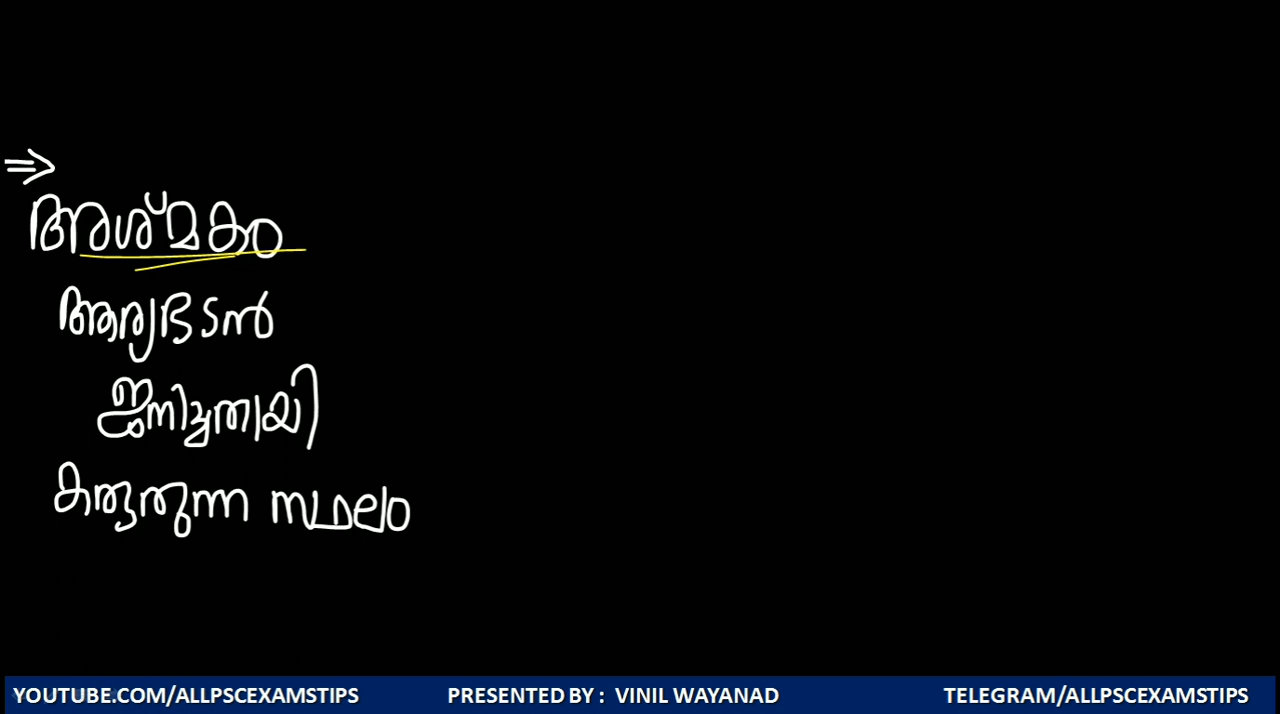 ⇒
അശ്മകം
ആര്യഭടൻ
ജനിച്ചതായി
കരുതുന്ന സ്ഥലം
YOUTUBE.COM/ALLPSCEXAMSTIPS PRESENTED BY : VINIL WAYANAD TELEGRAM/ALLPSCEXAMSTIPS